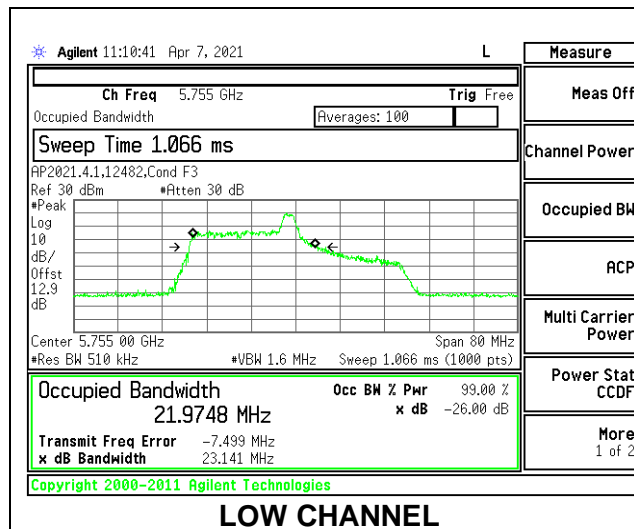 Agilent 11:10:41 Apr 7, 2021 L Measure
Ch Freq 5.755 GHz Trig Free
Meas Off
Occupied Bandwidth Averages: 100
Sweep Time 1.066 ms
Channel Power
AP2021.4.1,12482,Cond F3
Ref 30 dBm #Atten 30 dB
#Peak
Log
10
dB/
Offst
12.9
dB
Occupied BW
ACP
Center 5.755 00 GHz Span 80 MHz
#Res BW 510 kHz #VBW 1.6 MHz Sweep 1.066 ms (1000 pts)
Multi Carrier
Power
Occupied Bandwidth Occ BW % Pwr 99.00 %
21.9748 MHz x dB -26.00 dB
Transmit Freq Error -7.499 MHz
x dB Bandwidth 23.141 MHz
Power Stat
CCDF
More
1 of 2
Copyright 2000-2011 Agilent Technologies
LOW CHANNEL